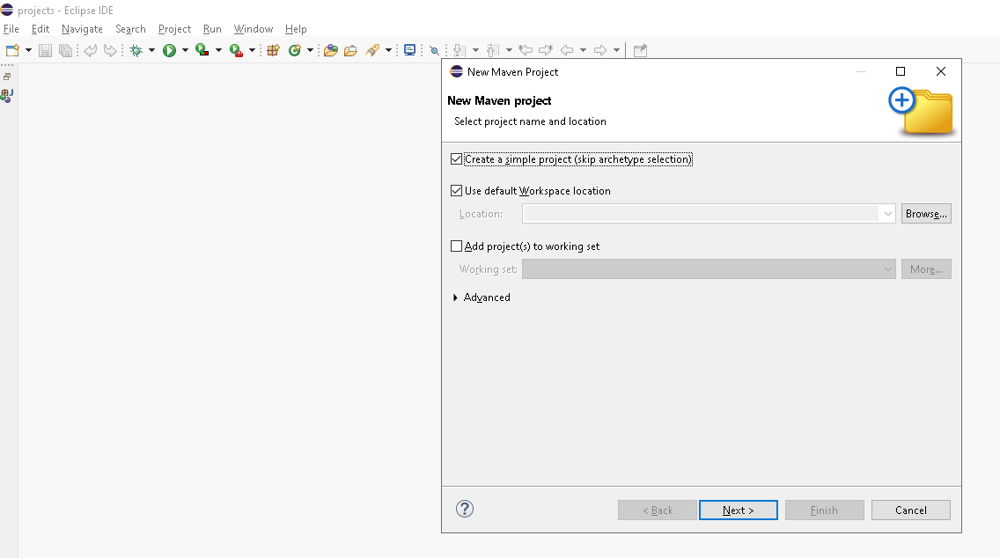 projects - Eclipse IDE
File Edit Navigate Search Project Run Window Help
New Maven Project
New Maven project
Select project name and location
Create a simple project (skip archetype selection)
Use default Workspace location
Location:
Browse...
Add project(s) to working set
Working set:
More...
Advanced
< Back
Next >
Finish
Cancel